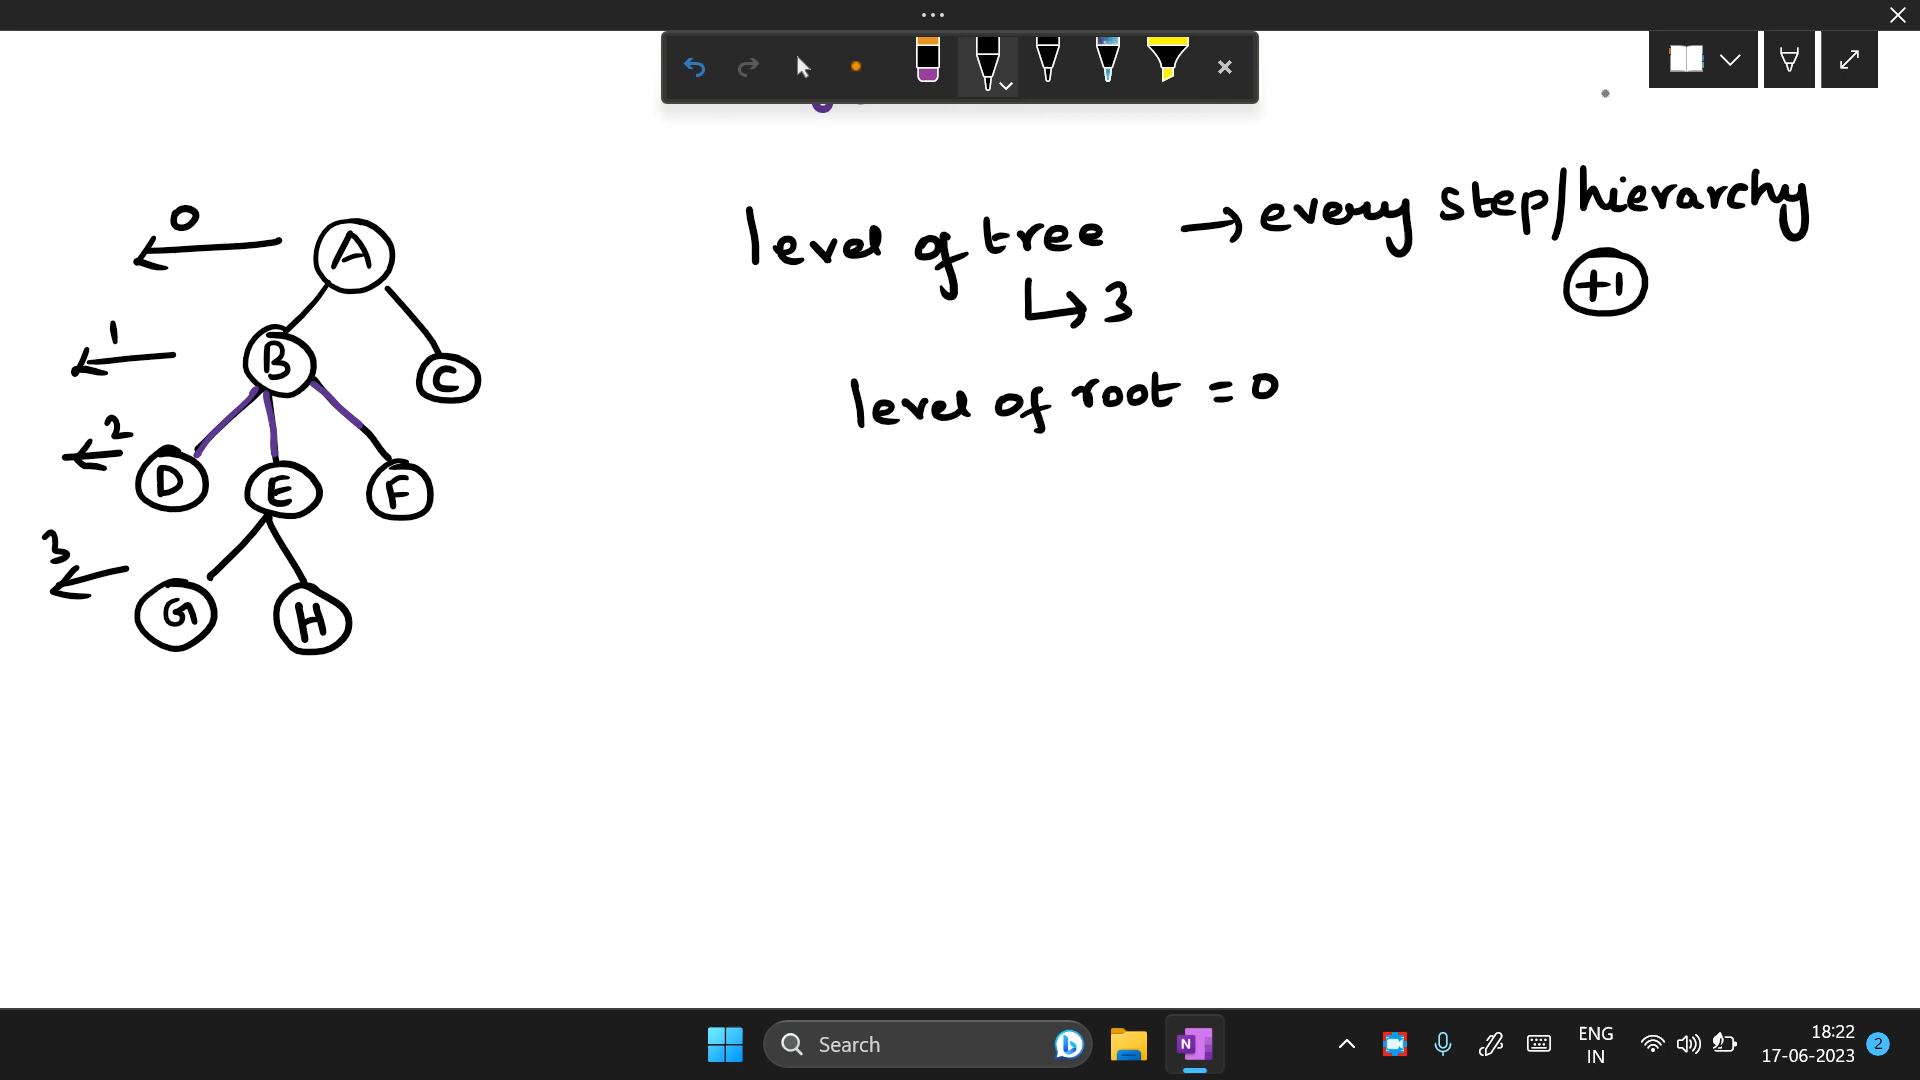 level of tree → every step/hierarchy
↳ 3
+1
level of root = 0
0
A
1
B
C
2
D
E
F
3
G
H
Search
ENG
IN
18:22
17-06-2023
2